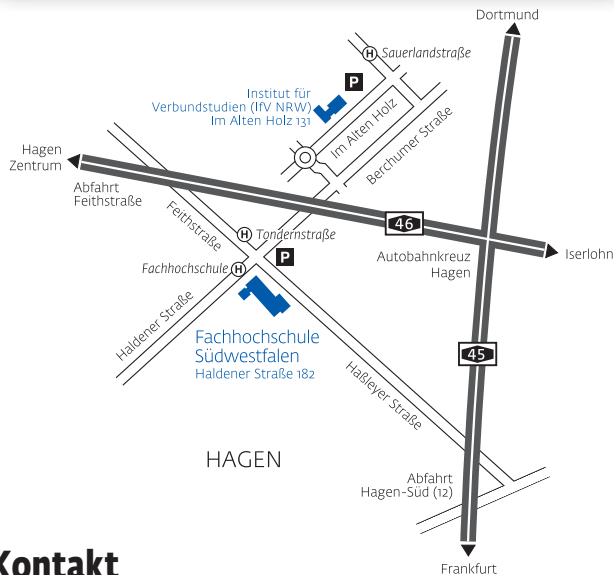 Dortmund
H
Sauerlandstraße
P
Institut für
Verbundstudien (IfV NRW)
Im Alten Holz 131
Im Alten Holz
Berchumer Straße
Hagen
Zentrum
Abfahrt
Feithstraße
Feithstraße
46
H
Tondernstraße
P
Fachhochschule
H
Autobahnkreuz
Hagen
Iserlohn
Haldener Straße
Fachhochschule
Südwestfalen
Haldener Straße 182
45
Haßleyer Straße
HAGEN
Abfahrt
Hagen-Süd (12)
Kontakt
Frankfurt